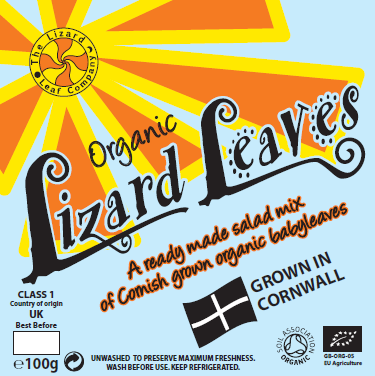 The Lizard
Leaf Company
Organic
Lizard Leaves
A ready made salad mix
of Cornish grown organic babyleaves
GROWN IN
CORNWALL
CLASS 1
Country of origin
UK
Best Before
e100g
UNWASHED TO PRESERVE MAXIMUM FRESHNESS.
WASH BEFORE USE. KEEP REFRIGERATED.
SOIL ASSOCIATION
ORGANIC
GB-ORG-05
EU Agriculture